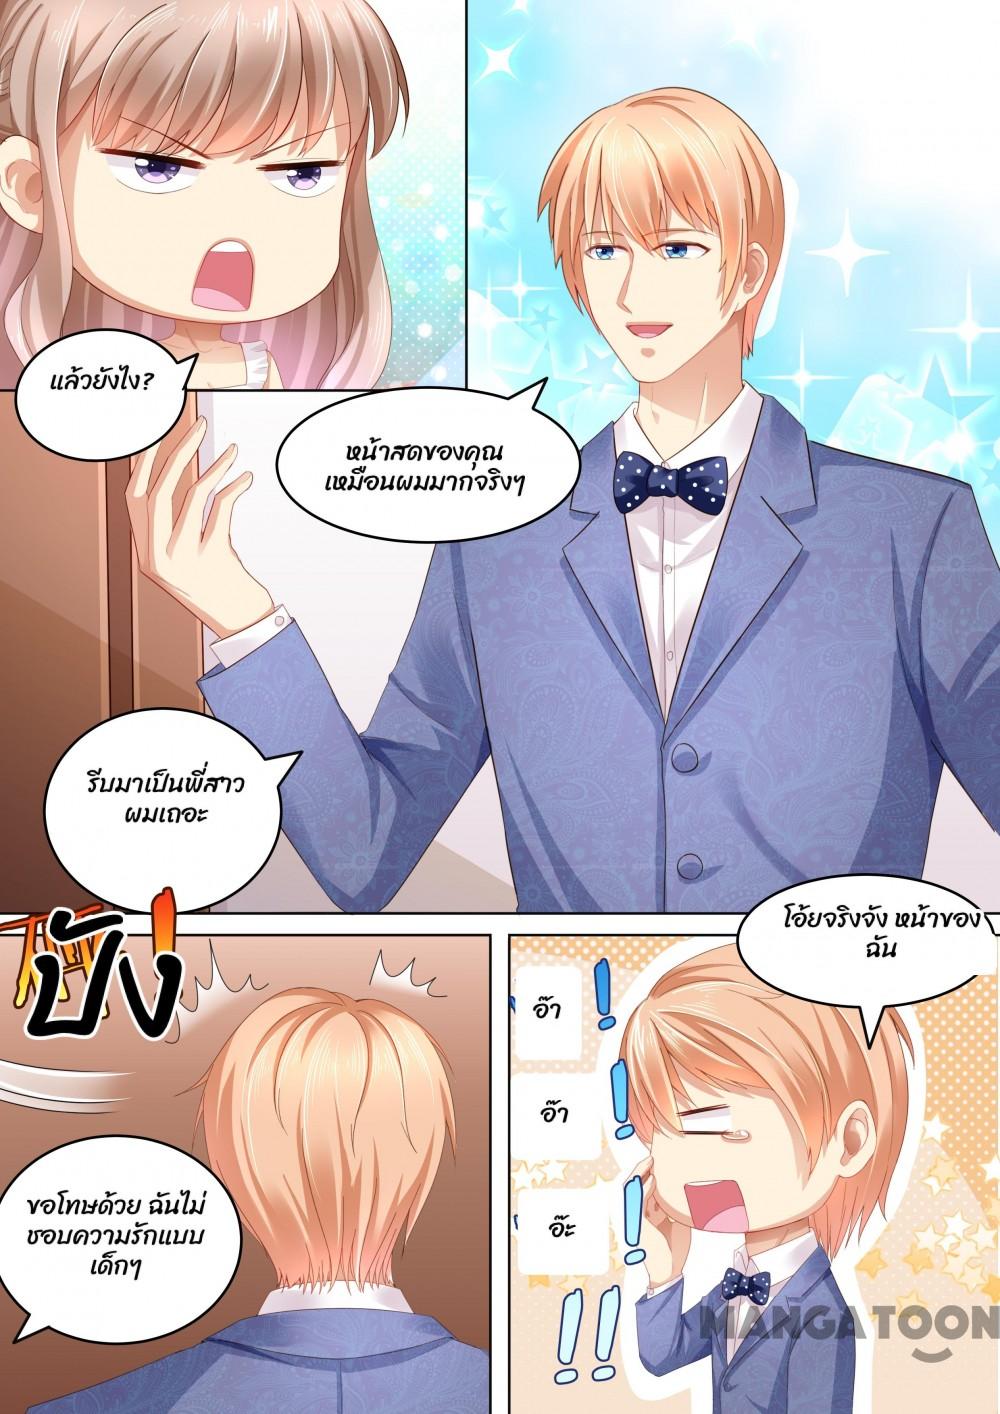 แล้วยังไง?
หน้าสดของคุณ
เหมือนผมมากจริงๆ
รีบมาเป็นพี่สาว
ผมเถอะ
ปัง!
ขอโทษด้วย ฉันไม่
ชอบความรักแบบ
เด็กๆ
โอ้ยจริงจัง หน้าของ
ฉัน
อ๊า
อ๊า
อ๊ะ
MANGATOON